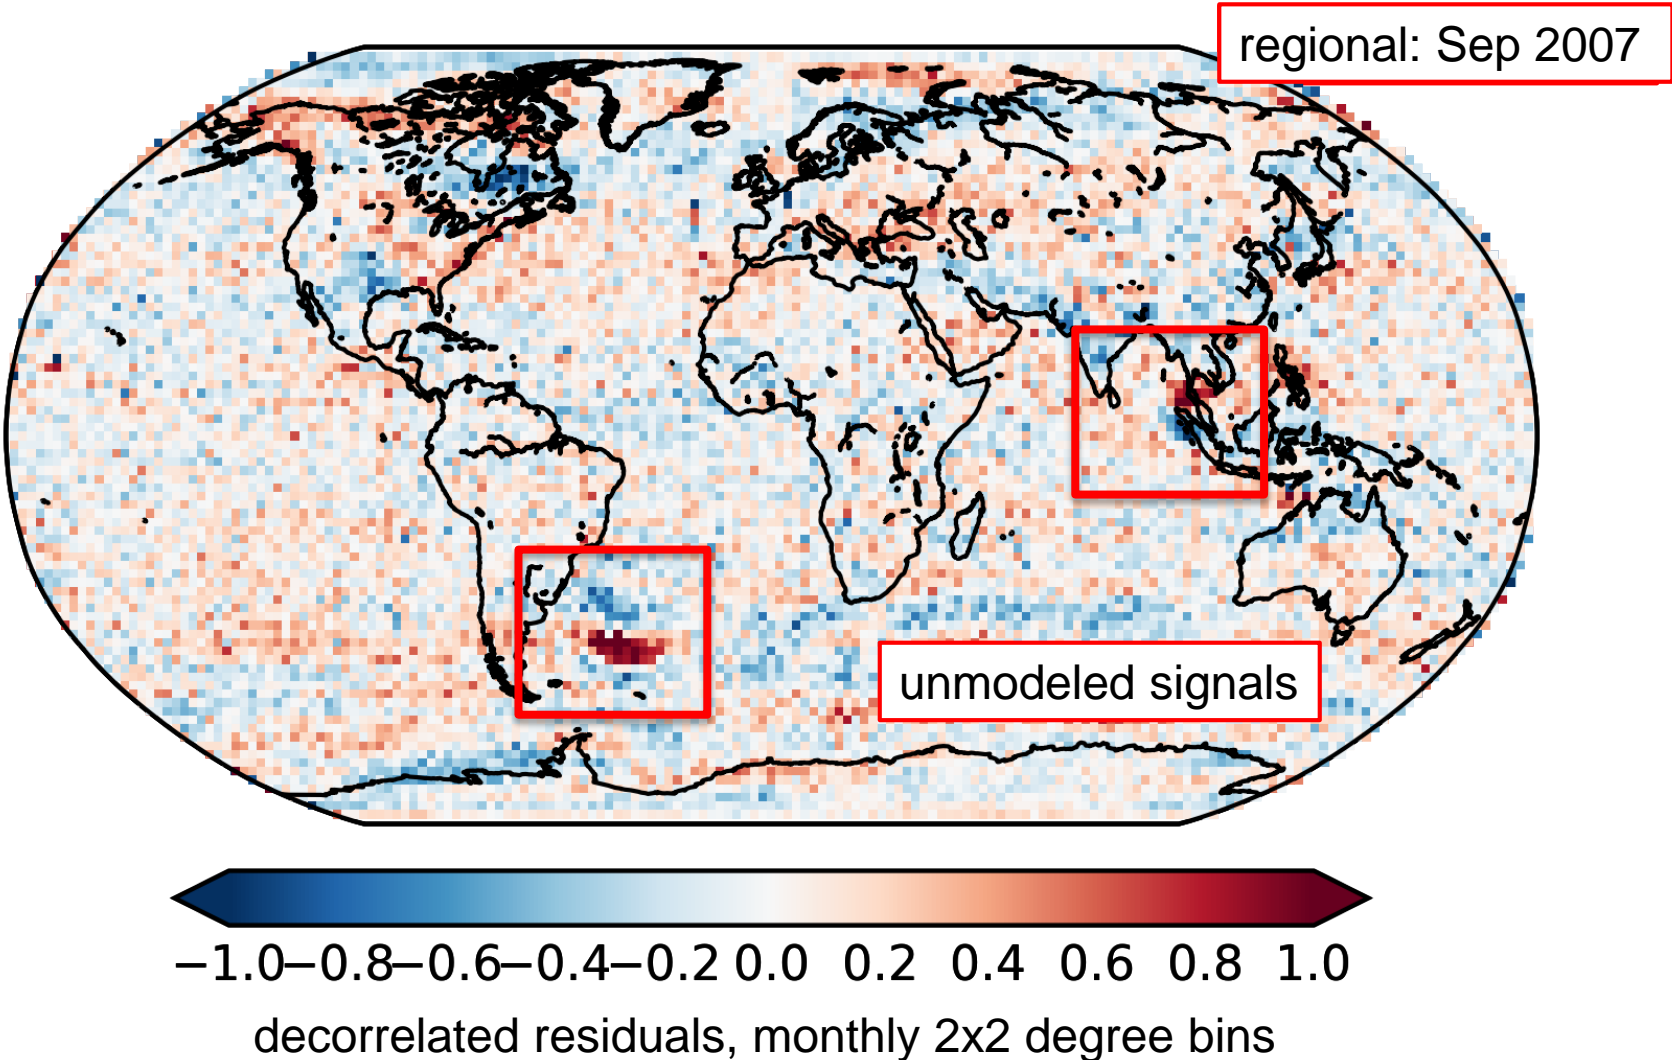 regional: Sep 2007
unmodeled signals
−1.0−0.8−0.6−0.4−0.2 0.0 0.2 0.4 0.6 0.8 1.0
decorrelated residuals, monthly 2x2 degree bins